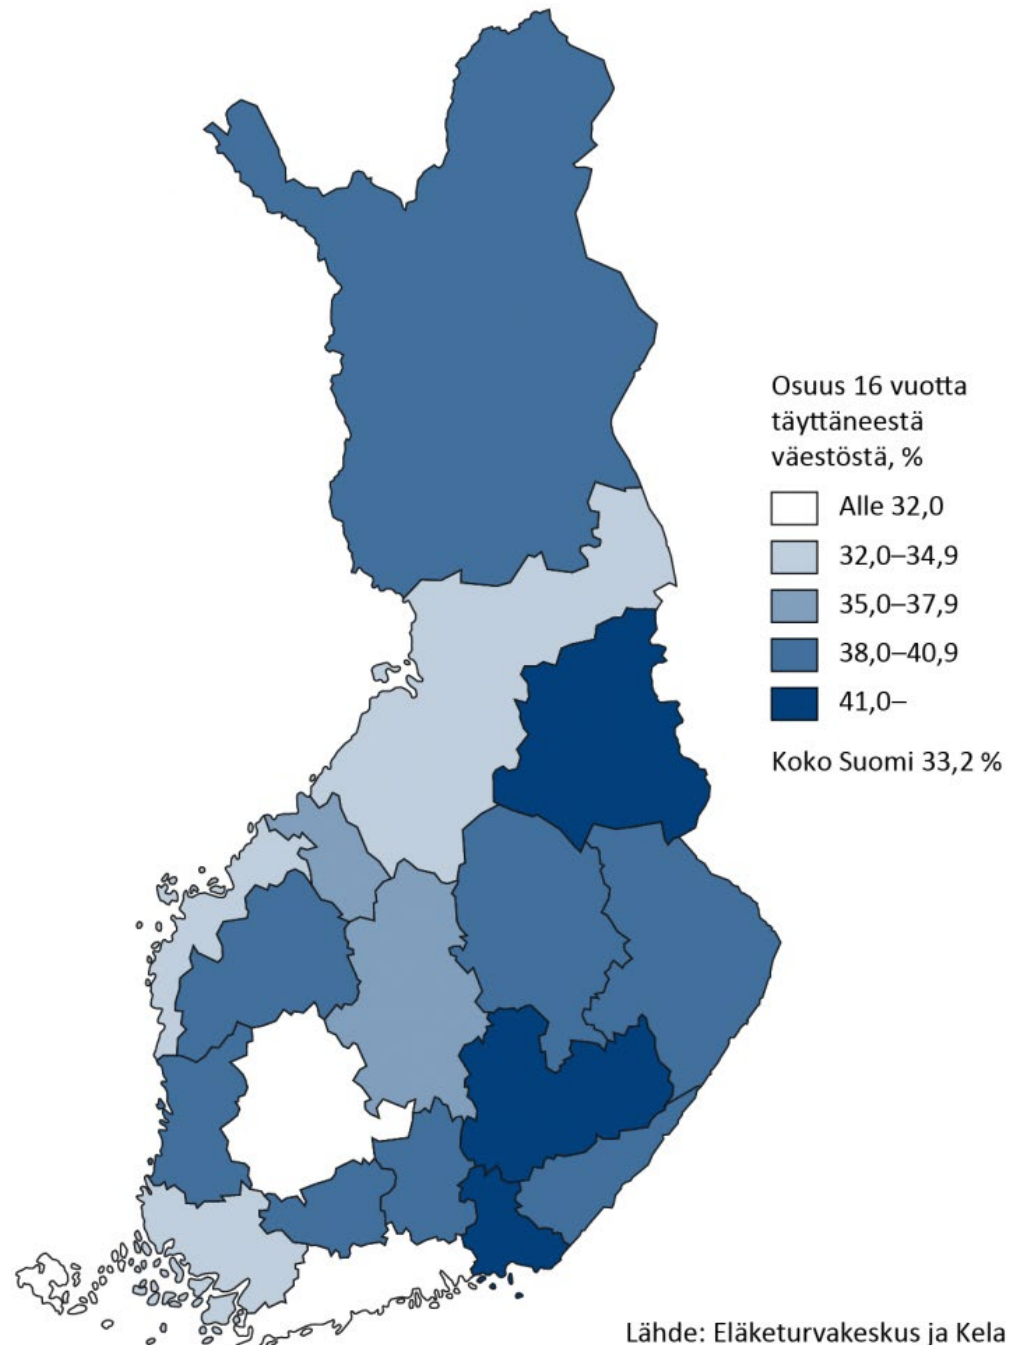 Osuus 16 vuotta
täyttäneestä
väestöstä, %
Alle 32,0
32,0–34,9
35,0–37,9
38,0–40,9
41,0–
Koko Suomi 33,2 %
Lähde: Eläketurvakeskus ja Kela